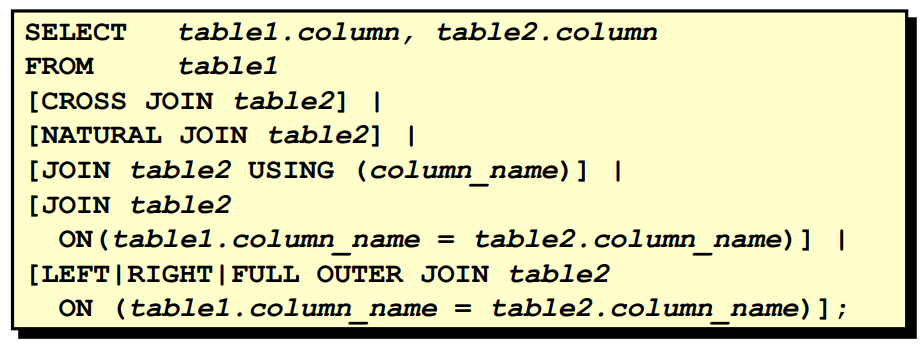 SELECT table1.column, table2.column
FROM table1
[CROSS JOIN table2] |
[NATURAL JOIN table2] |
[JOIN table2 USING (column_name)] |
[JOIN table2
ON(table1.column_name = table2.column_name)] |
[LEFT|RIGHT|FULL OUTER JOIN table2
ON (table1.column_name = table2.column_name)];